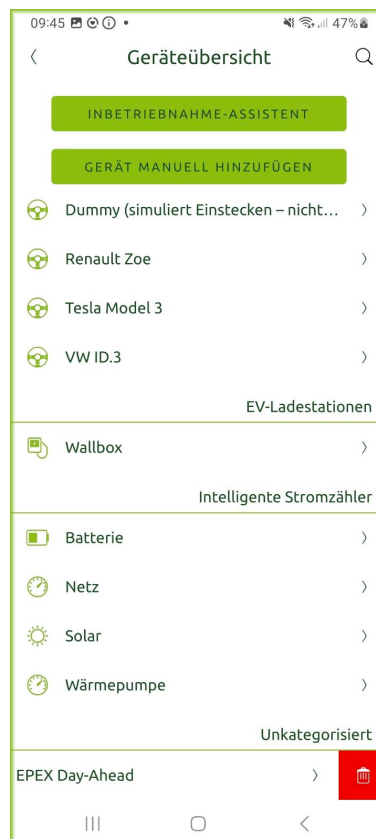 09:45 47%
Geräteübersicht
INBETRIEBNAHME-ASSISTENT
GERÄT MANUELL HINZUFÜGEN
Dummy (simuliert Einstecken – nicht…
Renault Zoe
Tesla Model 3
VW ID.3
EV-Ladestationen
Wallbox
Intelligente Stromzähler
Batterie
Netz
Solar
Wärmepumpe
Unkategorisiert
EPEX Day-Ahead